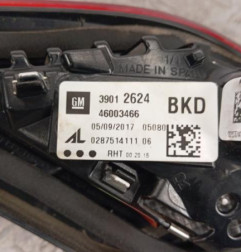 MADE IN SPAIN
GM 3901 2624 BKD
46003466
05/09/2017 05080
AL 0287514111 06
RHT